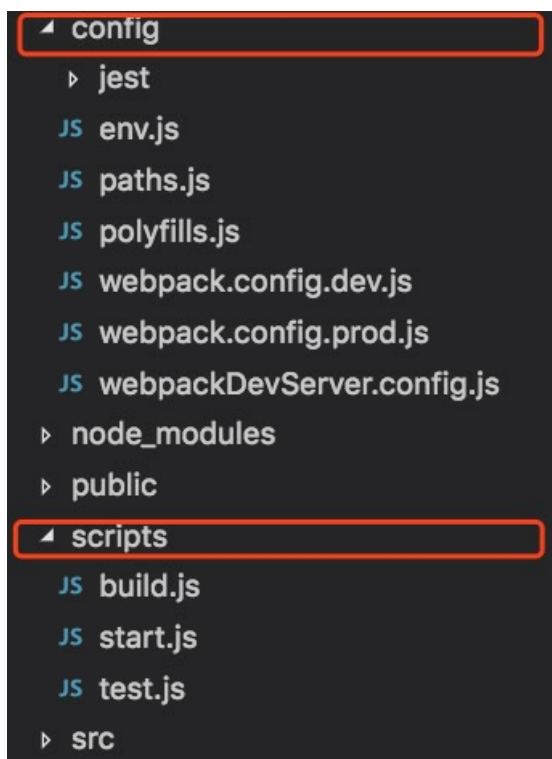 config
jest
JS env.js
JS paths.js
JS polyfills.js
JS webpack.config.dev.js
JS webpack.config.prod.js
JS webpackDevServer.config.js
node_modules
public
scripts
JS build.js
JS start.js
JS test.js
src